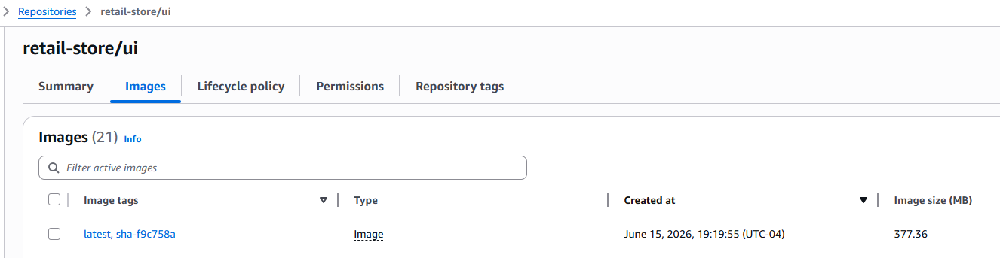 Repositories retail-store/ui
retail-store/ui
Summary Images Lifecycle policy Permissions Repository tags
Images (21) Info
Filter active images
Image tags Type Created at Image size (MB)
latest, sha-f9c758a Image June 15, 2026, 19:19:55 (UTC-04) 377.36